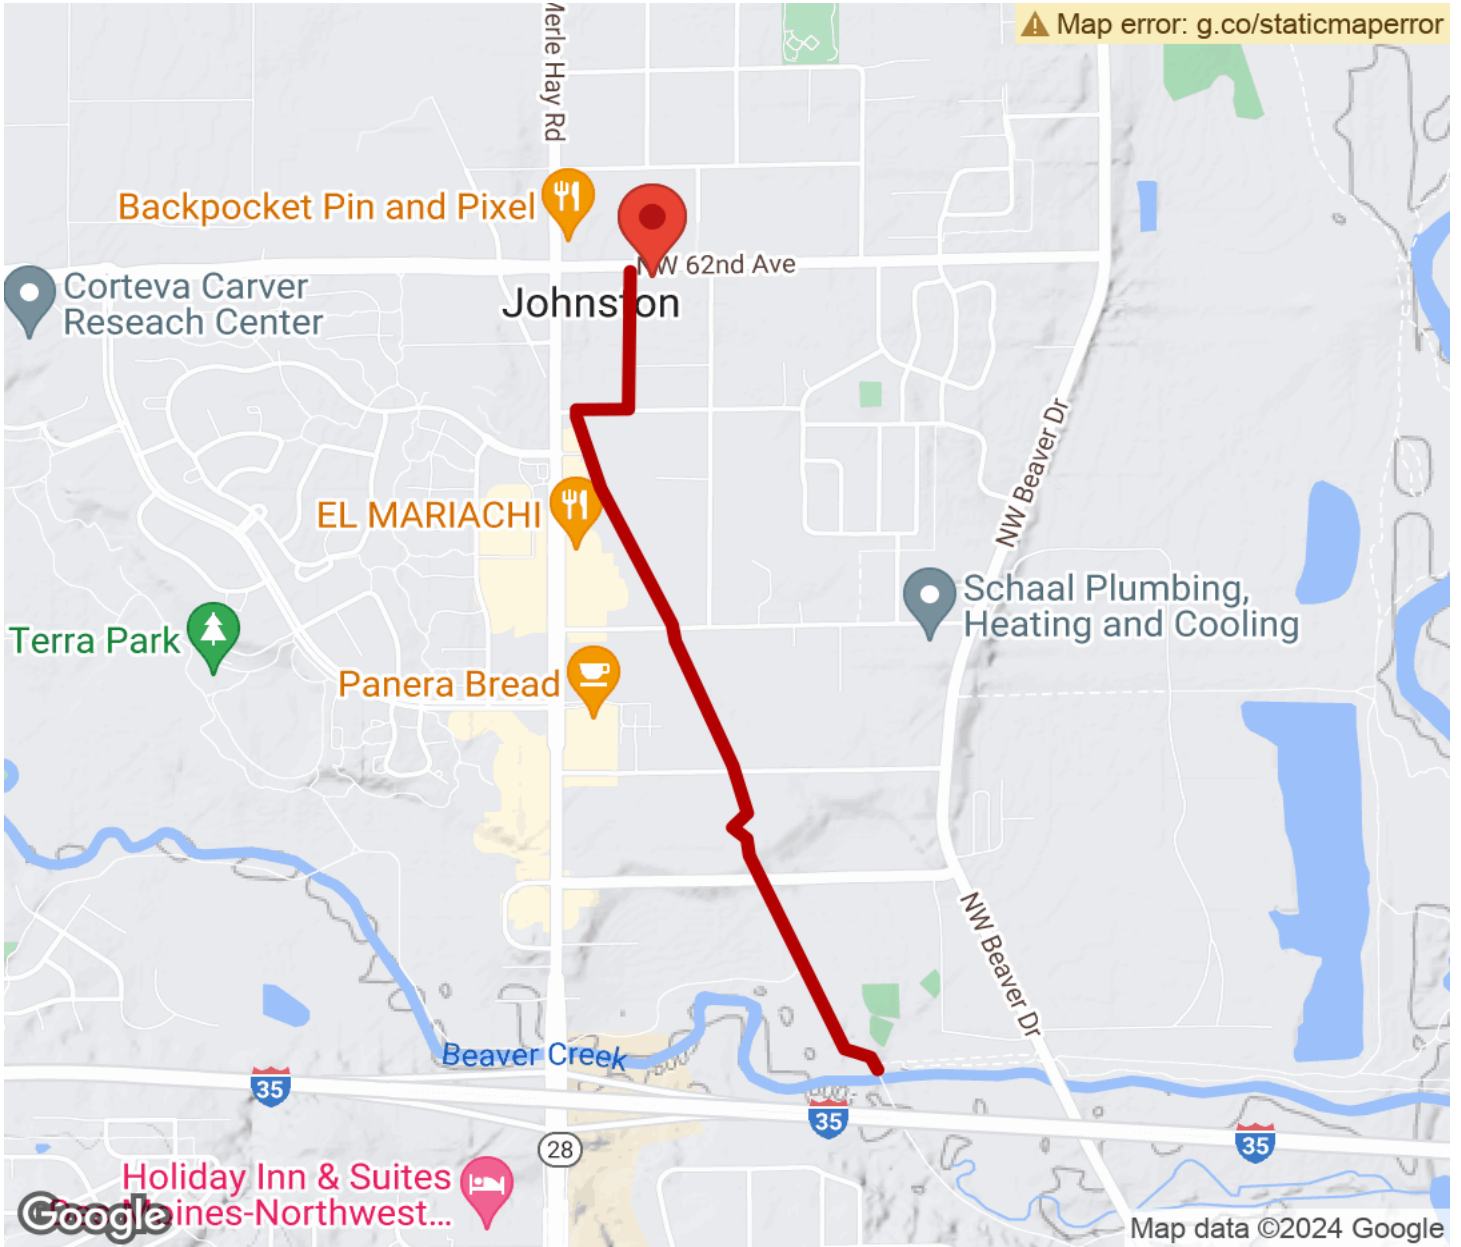 Map error: g.co/staticmaperror
Merle Hay Rd
Backpocket Pin and Pixel
NW 62nd Ave
Corteva Carver
Reseach Center
Johnston
NW Beaver Dr
EL MARIACHI
Schaal Plumbing,
Heating and Cooling
Terra Park
Panera Bread
NW Beaver Dr
Beaver Creek
35
35
35
28
Holiday Inn & Suites
Moines-Northwest...
Google
Map data ©2024 Google